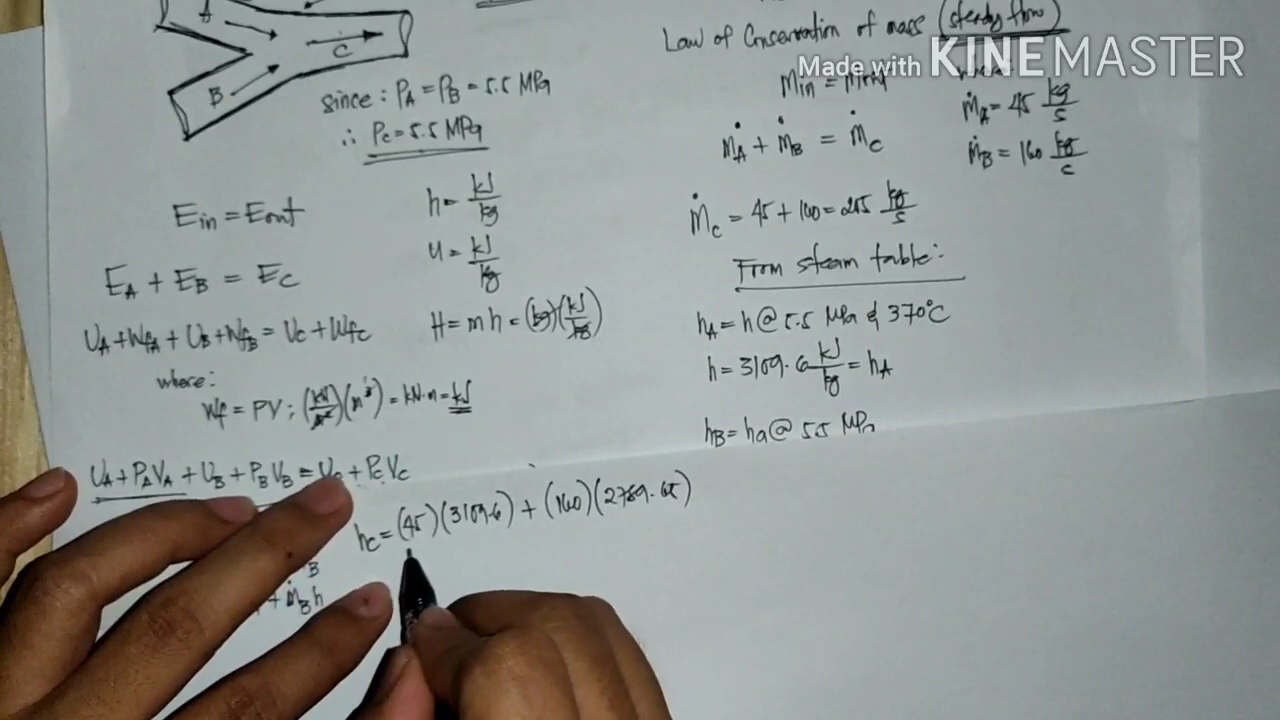 A
C
B
since: PA = PB = 5.5 MPa
∴ Pc = 5.5 MPa
Ein = Eout
EA + EB = EC
UA + WfA + UB + WfB = Uc + Wfc
where:
Wf = PV ; (kN/m²)(m³) = kN·m = kJ
UA + PAVA + UB + PBVB = Uc + PcVc
h = kJ/kg
u = kJ/kg
H = m h = (kg)(kJ/kg)
B
+ ṁB h
hc = (45)(3109.6) + (160)(2789.65)
Law of Conservation of mass (steady flow)
Made with KINEMASTER
Min =
ṁA + ṁB = ṁC
ṁA = 45 kg/s
ṁB = 160 kg/s
ṁC = 45 + 160 = 205 kg/s
From steam table:
hA = h @ 5.5 MPa & 370°C
h = 3109.6 kJ/kg = hA
hB = hg @ 5.5 MPa